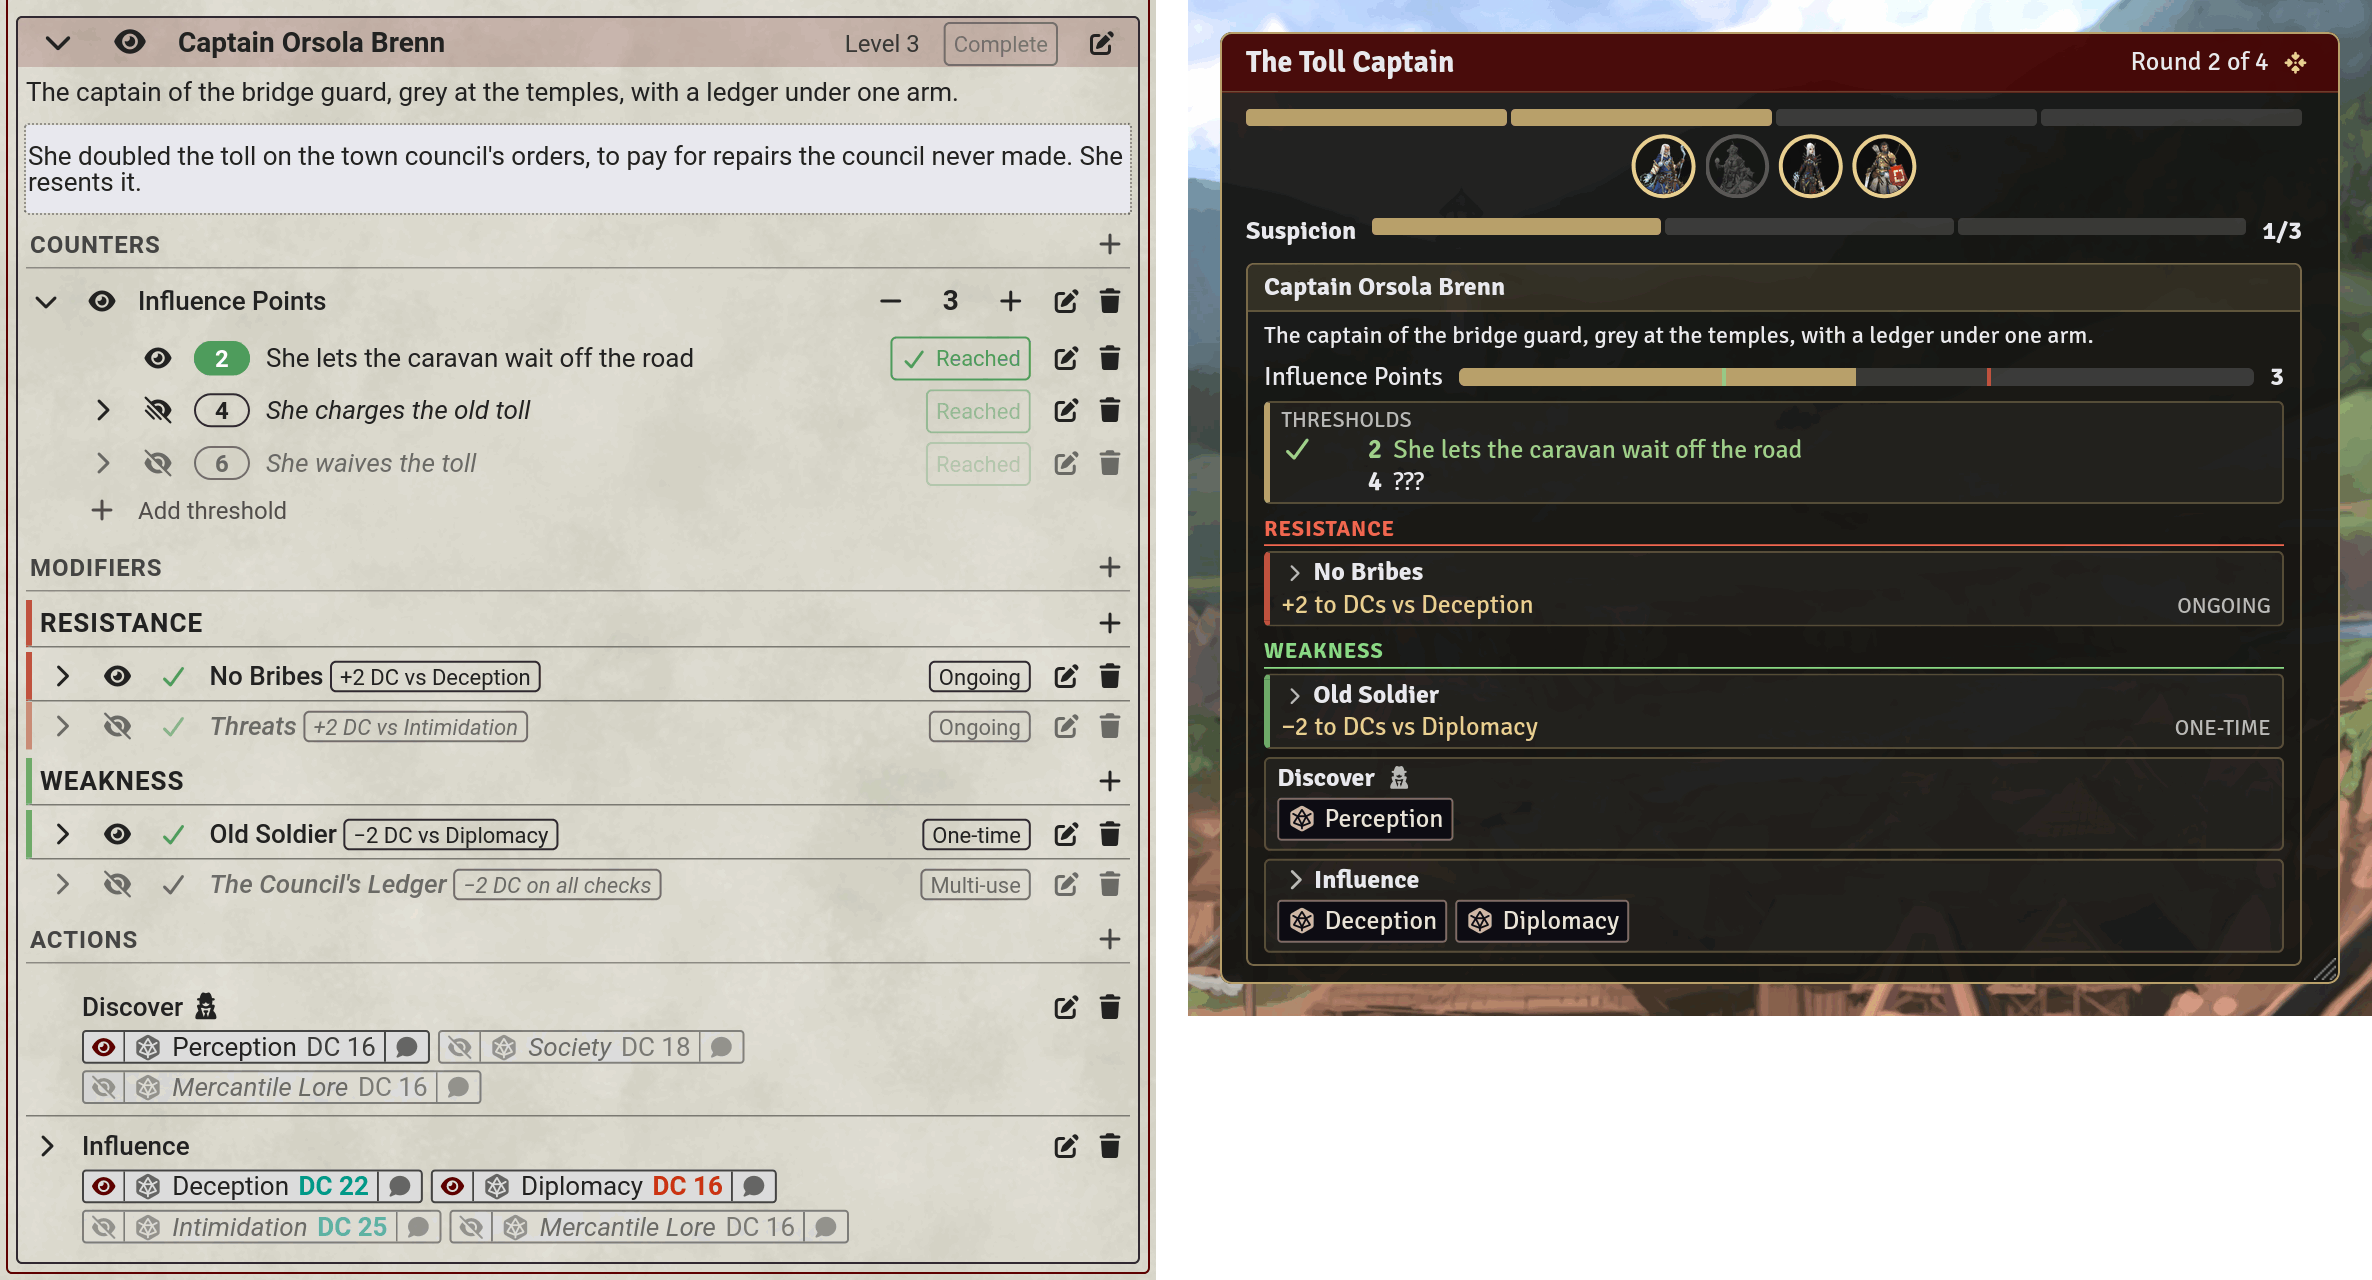 Captain Orsola Brenn Level 3 Complete
The captain of the bridge guard, grey at the temples, with a ledger under one arm.
She doubled the toll on the town council's orders, to pay for repairs the council never made. She
resents it.
COUNTERS
Influence Points 3
2 She lets the caravan wait off the road Reached
4 She charges the old toll Reached
6 She waives the toll Reached
Add threshold
MODIFIERS
RESISTANCE
No Bribes +2 DC vs Deception Ongoing
Threats +2 DC vs Intimidation Ongoing
WEAKNESS
Old Soldier −2 DC vs Diplomacy One-time
The Council's Ledger −2 DC on all checks Multi-use
ACTIONS
Discover
Perception DC 16 Society DC 18
Mercantile Lore DC 16
Influence
Deception DC 22 Diplomacy DC 16
Intimidation DC 25 Mercantile Lore DC 16
The Toll Captain Round 2 of 4
Suspicion 1/3
Captain Orsola Brenn
The captain of the bridge guard, grey at the temples, with a ledger under one arm.
Influence Points 3
THRESHOLDS
2 She lets the caravan wait off the road
4 ???
RESISTANCE
No Bribes
+2 to DCs vs Deception ONGOING
WEAKNESS
Old Soldier
−2 to DCs vs Diplomacy ONE-TIME
Discover
Perception
Influence
Deception Diplomacy